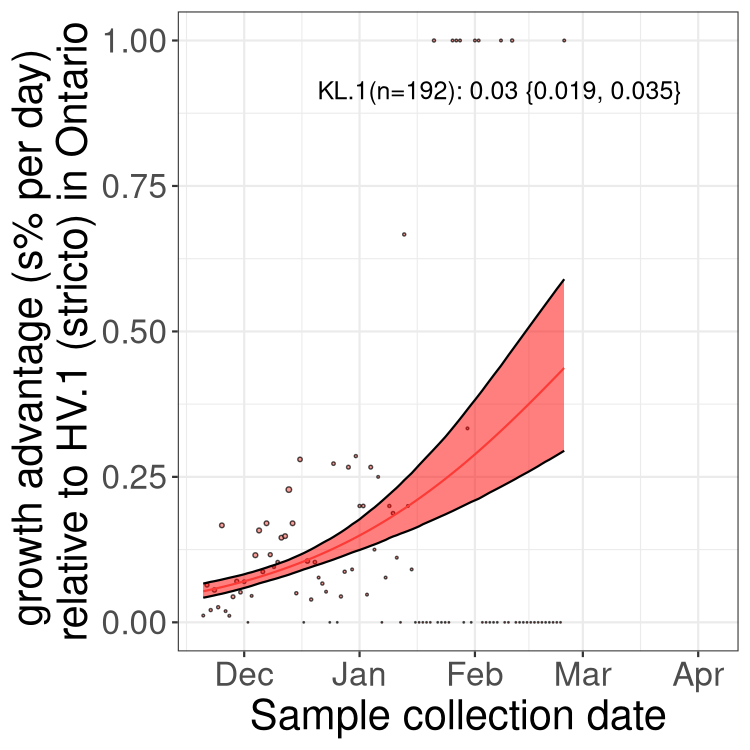 growth advantage (s% per day)
relative to HV.1 (stricto) in Ontario
1.00
0.75
0.50
0.25
0.00
KL.1(n=192): 0.03 {0.019, 0.035}
Dec Jan Feb Mar Apr
Sample collection date